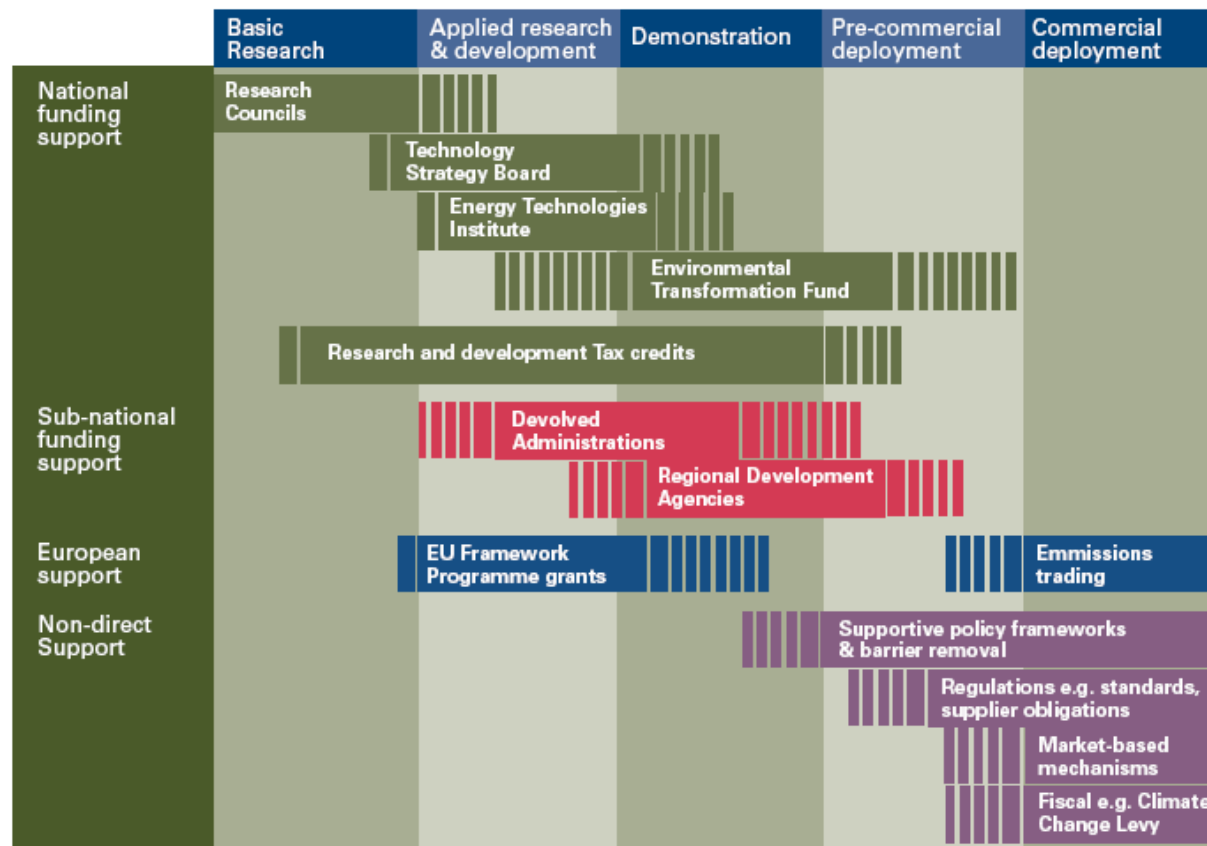 Basic
Research
Applied research
& development
Demonstration
Pre-commercial
deployment
Commercial
deployment
National
funding
support
Research
Councils
Technology
Strategy Board
Energy Technologies
Institute
Environmental
Transformation Fund
Research and development Tax credits
Sub-national
funding
support
Devolved
Administrations
Regional Development
Agencies
European
support
EU Framework
Programme grants
Emmissions
trading
Non-direct
Support
Supportive policy frameworks
& barrier removal
Regulations e.g. standards,
supplier obligations
Market-based
mechanisms
Fiscal e.g. Climate
Change Levy